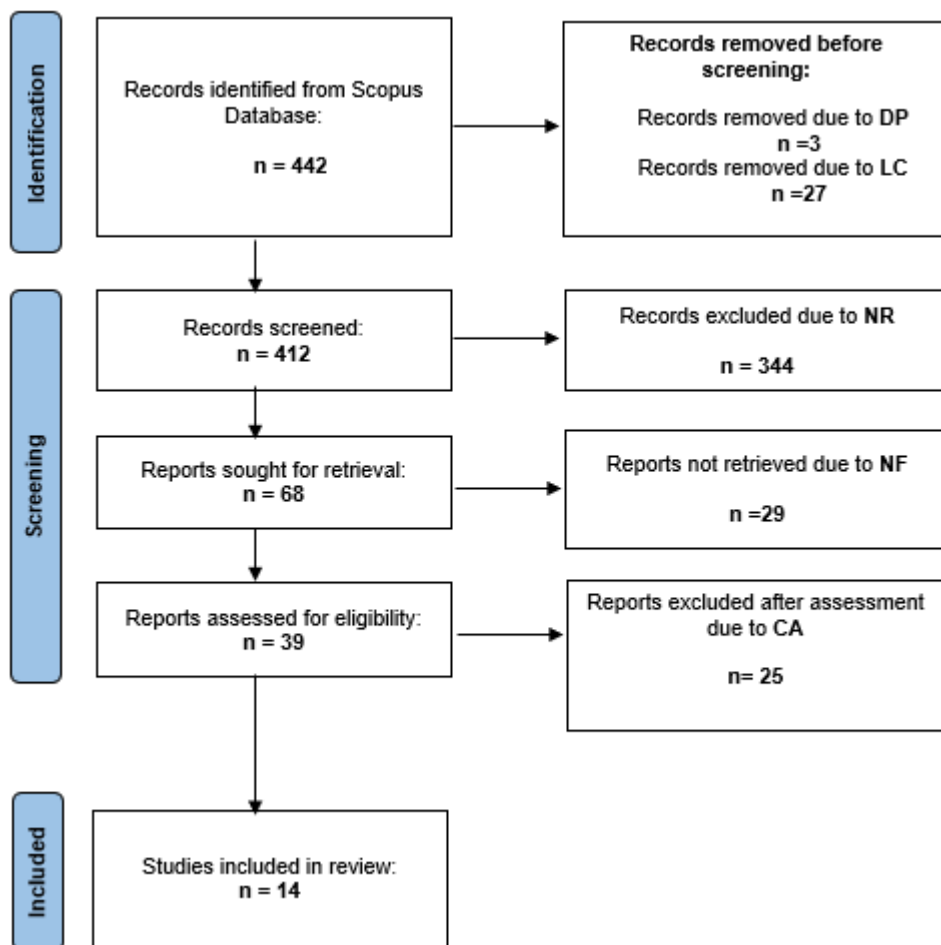 Identification
Records identified from Scopus
Database:
n = 442
Records removed before
screening:
Records removed due to DP
n =3
Records removed due to LC
n =27
Screening
Records screened:
n = 412
Records excluded due to NR
n = 344
Reports sought for retrieval:
n = 68
Reports not retrieved due to NF
n =29
Reports assessed for eligibility:
n = 39
Reports excluded after assessment
due to CA
n= 25
Included
Studies included in review:
n = 14